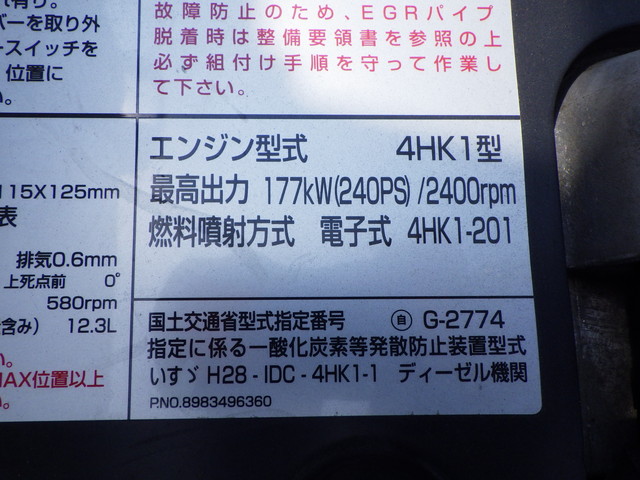 有り。
バーを取り外
ースイッチを
位置に
い。
115X125mm
表
排気0.6mm
上死点前 0°
580rpm
含み) 12.3L
い。
MAX位置以上
い。
故障防止のため、EGRパイプ
脱着時は整備要領書を参照の上
必ず組付け手順を守って作業し
て下さい。
エンジン型式 4HK1型
最高出力 177kW(240PS) /2400rpm
燃料噴射方式 電子式 4HK1-201
国土交通省型式指定番号 自 G-2774
指定に係る一酸化炭素等発散防止装置型式
いすゞ H28 - IDC - 4HK1-1 ディーゼル機関
P.NO.8983496360